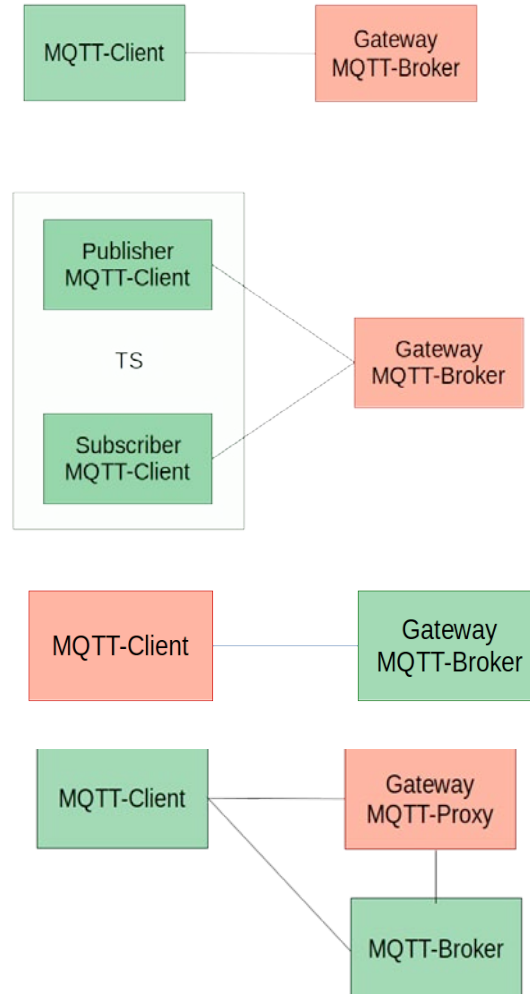 MQTT-Client
Gateway
MQTT-Broker
Publisher
MQTT-Client
TS
Gateway
MQTT-Broker
Subscriber
MQTT-Client
MQTT-Client
Gateway
MQTT-Broker
MQTT-Client
Gateway
MQTT-Proxy
MQTT-Broker